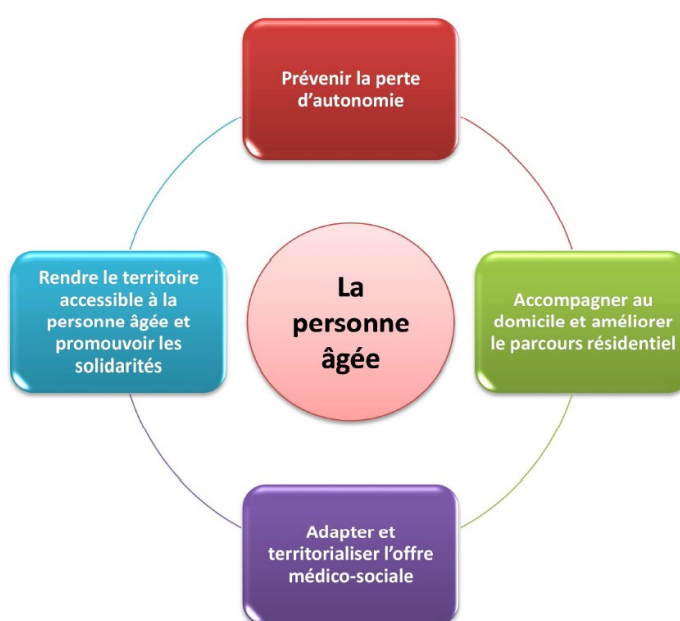 Prévenir la perte
d'autonomie
Rendre le territoire
accessible à la
personne âgée et
promouvoir les
solidarités
La
personne
âgée
Accompagner au
domicile et améliorer
le parcours résidentiel
Adapter et
territorialiser l'offre
médico-sociale